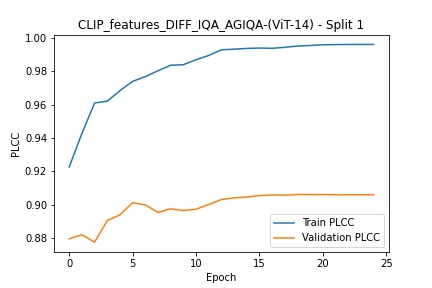 CLIP_features_DIFF_IQA_AGIQA-(ViT-14) - Split 1
1.00
0.98
0.96
0.94
0.92
0.90
0.88
PLCC
Train PLCC
Validation PLCC
0 5 10 15 20 25
Epoch